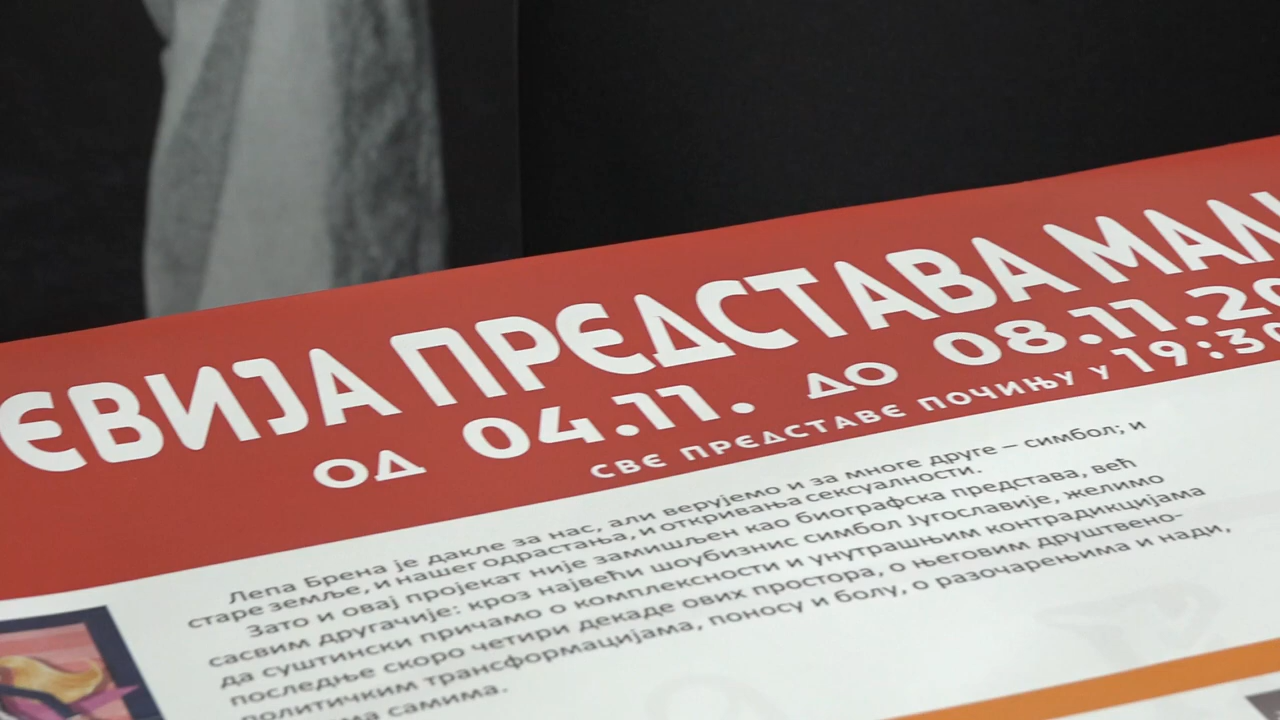 ЕВИЈА ПРЕДСТАВА МАЛ
ОД 04.11. ДО 08.11.20
СВЕ ПРЕДСТАВЕ ПОЧИЊУ У 19:30
Лепа Брена је дакле за нас, али верујемо и за многе друге – симбол; и
старе земље, и нашег одрастања, и откривања сексуалности.
Зато и овај пројекат није замишљен као биографска представа, већ
сасвим другачије: кроз највећи шоубизнис симбол Југославије, желимо
да суштински причамо о комплексности и унутрашњим контрадикцијама
последње скоро четири декаде ових простора, о његовим друштвено-
политичким трансформацијама, поносу и болу, о разочарењима и нади,
ма самима.